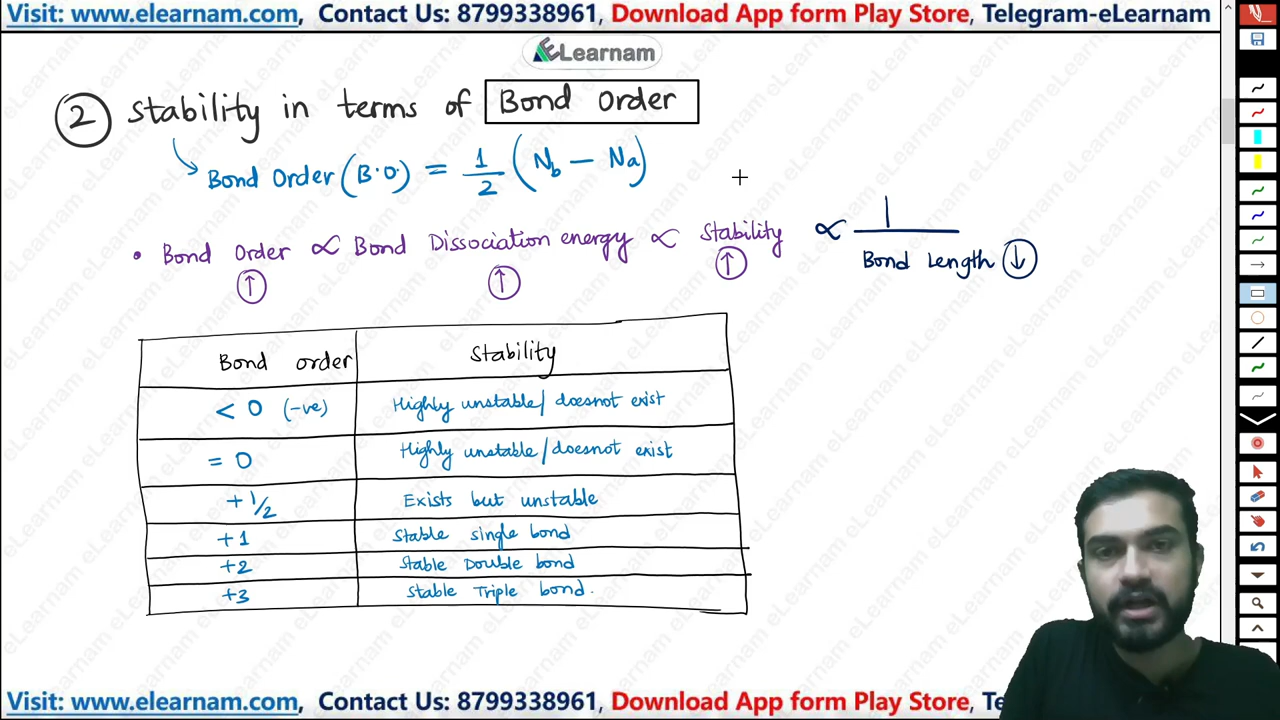 Visit: www.elearnam.com, Contact Us: 8799338961, Download App form Play Store, Telegram-eLearnam
ELearnam
② Stability in terms of Bond Order
Bond Order (B.O.) = 1/2 (Nb - Na)
• Bond Order ∝ Bond Dissociation energy ∝ Stability ∝ 1/Bond Length
↑ ↑ ↑ ↓
Bond order Stability
< 0 (-ve) Highly unstable/ doesnot exist
= 0 Highly unstable/doesnot exist
+1/2 Exists but unstable
+1 Stable single bond
+2 Stable Double bond
+3 Stable Triple bond.
Visit: www.elearnam.com, Contact Us: 8799338961, Download App form Play Store, Te